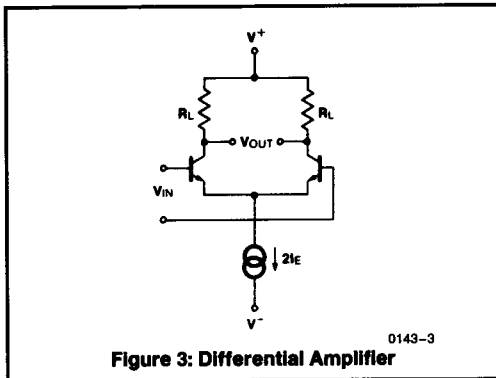 V+
RL
RL
VOUT
VIN
2IE
V-
0143-3
Figure 3: Differential Amplifier